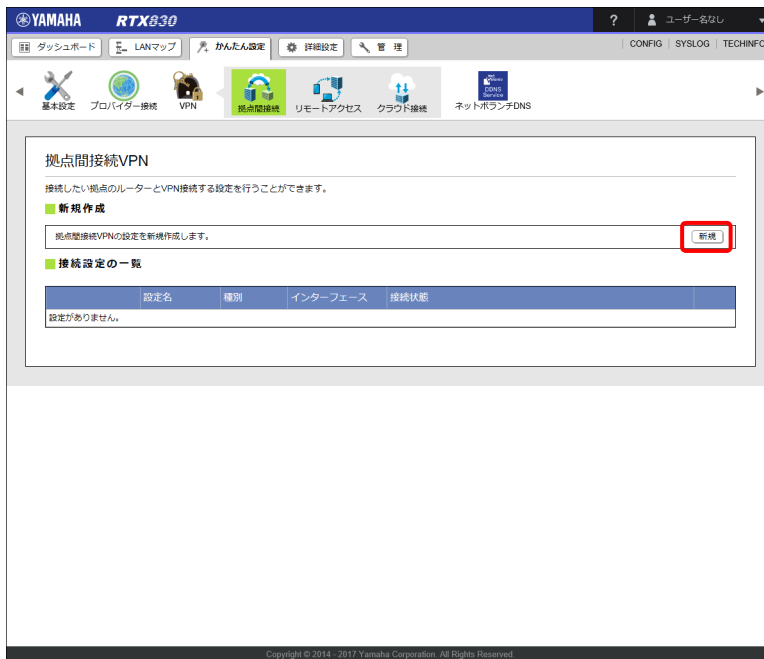 YAMAHA RTX830 ? ユーザー名なし
ダッシュボード LANマップ かんたん設定 詳細設定 管 理 CONFIG SYSLOG TECHINFO
基本設定 プロバイダー接続 VPN 拠点間接続 リモートアクセス クラウド接続 DDNS Service ネットボランチDNS
拠点間接続VPN
接続したい拠点のルーターとVPN接続する設定を行うことができます。
新規作成
拠点間接続VPNの設定を新規作成します。 新規
接続設定の一覧
設定名 種別 インターフェース 接続状態
設定がありません。
Copyright © 2014 - 2017 Yamaha Corporation. All Rights Reserved.